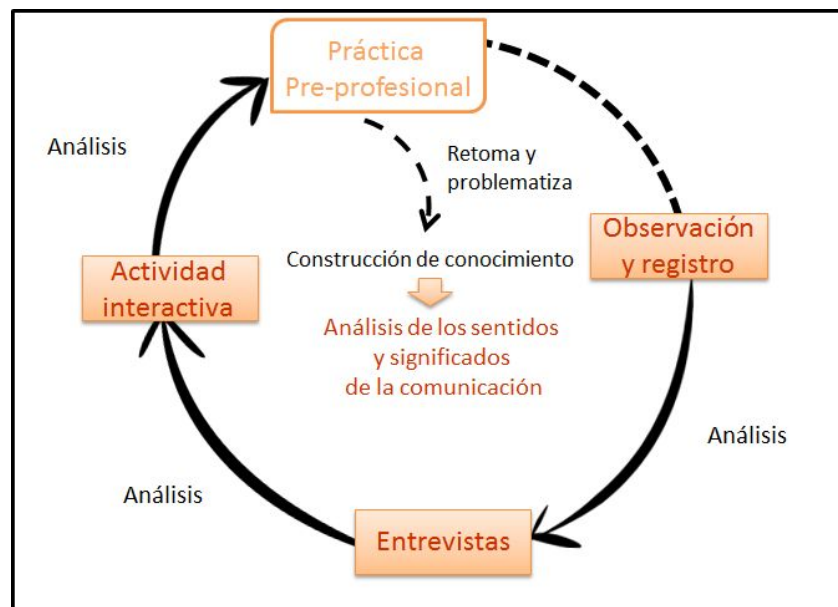 Práctica
Pre-profesional
Análisis
Retoma y
problematiza
Observación
y registro
Actividad
interactiva
Construcción de conocimiento
Análisis de los sentidos
y significados
de la comunicación
Análisis
Análisis
Entrevistas